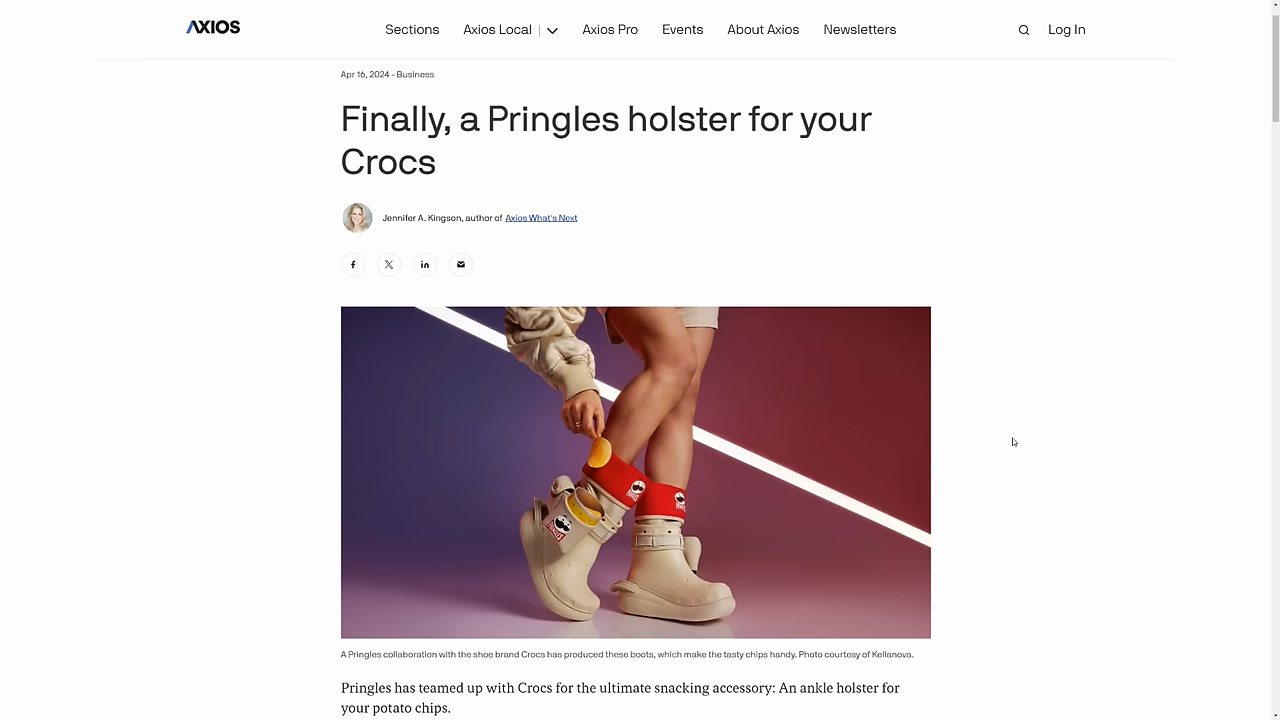 AXIOS
Sections Axios Local Axios Pro Events About Axios Newsletters Log In
Apr 16, 2024 - Business
Finally, a Pringles holster for your
Crocs
Jennifer A. Kingson, author of Axios What's Next
A Pringles collaboration with the shoe brand Crocs has produced these boots, which make the tasty chips handy. Photo courtesy of Kellanova.
Pringles has teamed up with Crocs for the ultimate snacking accessory: An ankle holster for
your potato chips.